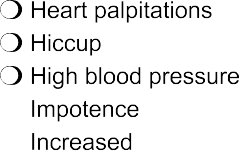 ❍ Heart palpitations
❍ Hiccup
❍ High blood pressure
Impotence
Increased